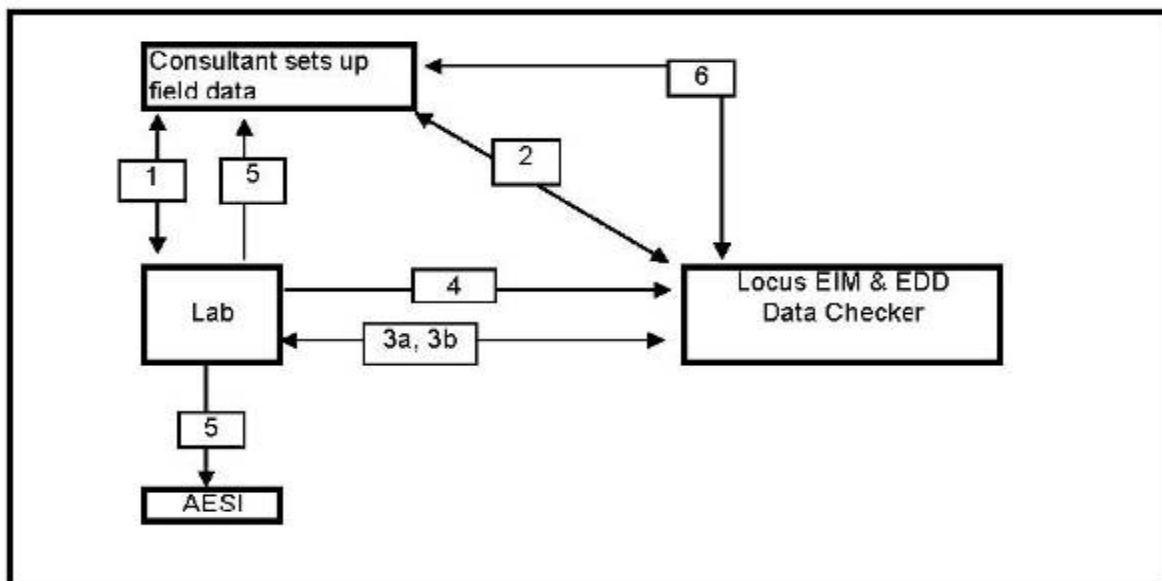 Consultant sets up
field data
6
2
1
5
Locus EIM & EDD
Data Checker
Lab
4
3a, 3b
5
AESI